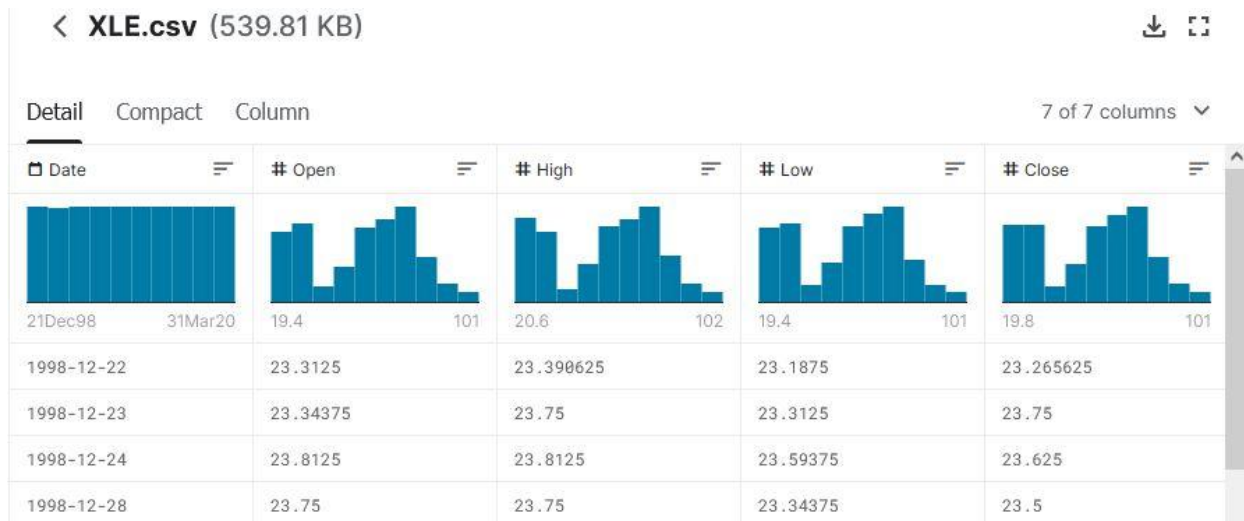 XLE.csv (539.81 KB)
Detail Compact Column 7 of 7 columns
Date # Open # High # Low # Close
21Dec98 31Mar20 19.4 101 20.6 102 19.4 101 19.8 101
1998-12-22 23.3125 23.390625 23.1875 23.265625
1998-12-23 23.34375 23.75 23.3125 23.75
1998-12-24 23.8125 23.8125 23.59375 23.625
1998-12-28 23.75 23.75 23.34375 23.5